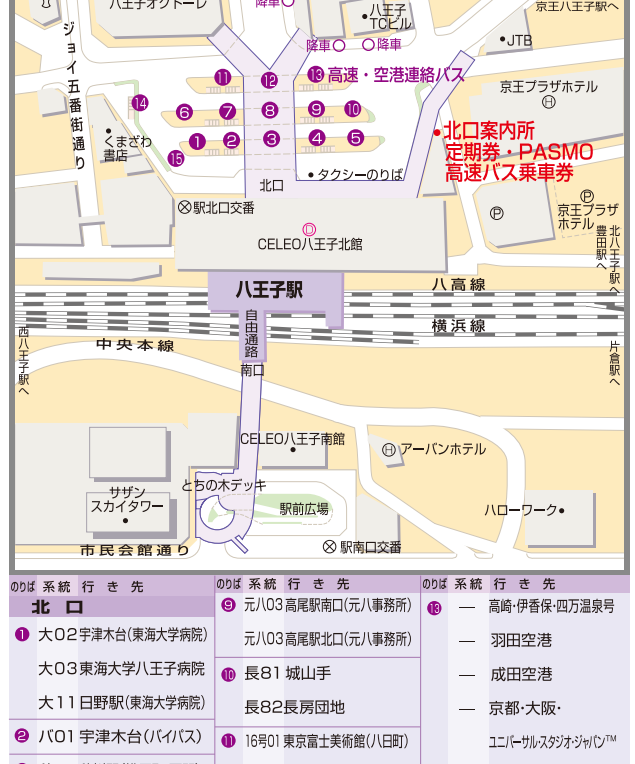 八王子オクトーレ
降車
八王子
TCビル
京王八王子駅へ
降車
降車
JTB
ジョイ五番街通り
⑪
⑫
⑬高速・空港連絡バス
京王プラザホテル
H
⑭
⑥
⑦
⑧
⑨
⑩
くまざわ
書店
①
②
③
④
⑤
⑮
北口案内所
定期券・PASMO
高速バス乗車券
タクシーのりば
北口
駅北口交番
D
CELEO八王子北館
P
P
京王プラザ
ホテル
北八王子駅へ
豊田駅へ
八王子駅
八高線
横浜線
自由通路
中央本線
西八王子駅へ
片倉駅へ
南口
CELEO八王子南館
Hアーバンホテル
サザン
スカイタワー
とちの木デッキ
駅前広場
ハローワーク
市民会館通り
駅南口交番
のりば 系統 行き先
北口
① 大02 宇津木台(東海大学病院)
大03 東海大学八王子病院
大11 日野駅(東海大学病院)
② バ01 宇津木台(バイパス)
のりば 系統 行き先
⑨ 元八03 高尾駅南口(元八事務所)
元八03 高尾駅北口(元八事務所)
⑩ 長81 城山手
長82 長房団地
⑪ 16号01 東京富士美術館(八日町)
のりば 系統 行き先
⑬ ― 高崎・伊香保・四万温泉号
― 羽田空港
― 成田空港
― 京都・大阪・
ユニバーサル・スタジオ・ジャパン™